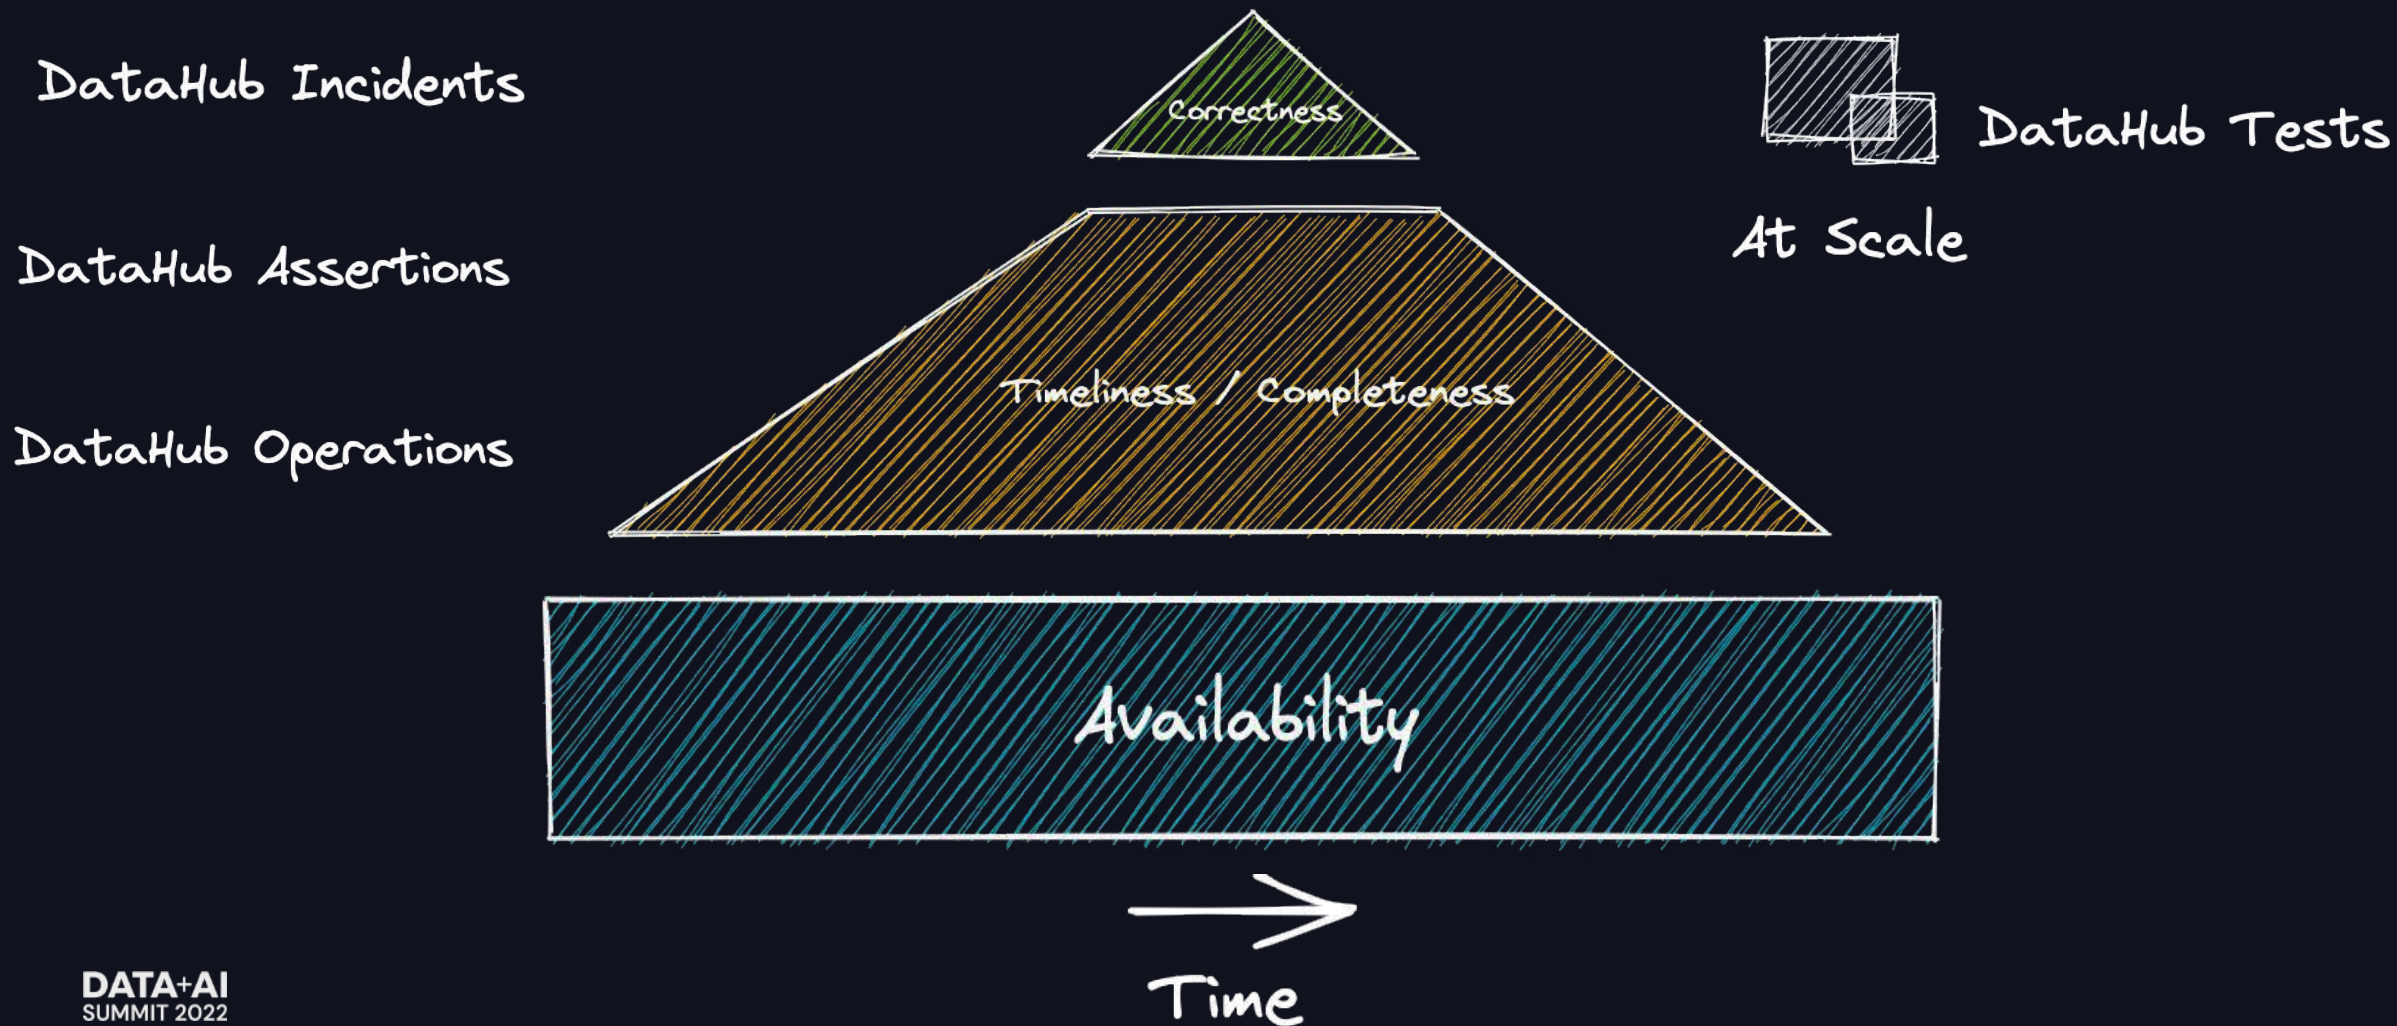 DataHub Incidents
Correctness
DataHub Tests
At Scale
DataHub Assertions
Timeliness / Completeness
DataHub Operations
Availability
Time
DATA+AI
SUMMIT 2022